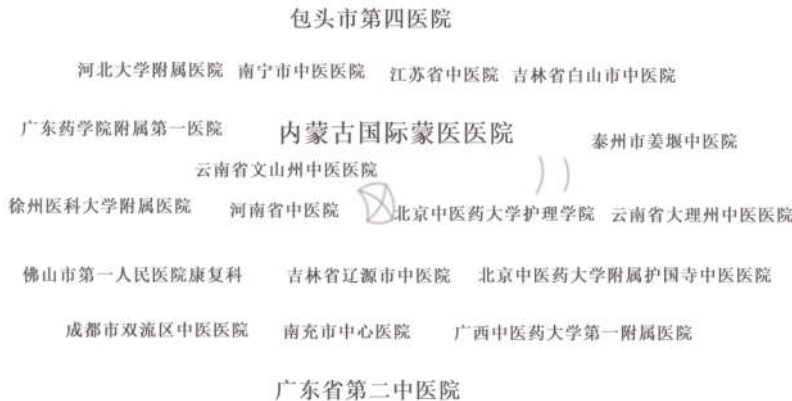 包头市第四医院
河北大学附属医院 南宁市中医医院 江苏省中医院 吉林省白山市中医院
广东药学院附属第一医院 内蒙古国际蒙医医院 泰州市姜堰中医院
云南省文山州中医医院
徐州医科大学附属医院 河南省中医院 北京中医药大学护理学院 云南省大理州中医医院
佛山市第一人民医院康复科 吉林省辽源市中医院 北京中医药大学附属护国寺中医医院
成都市双流区中医医院 南充市中心医院 广西中医药大学第一附属医院
广东省第二中医院